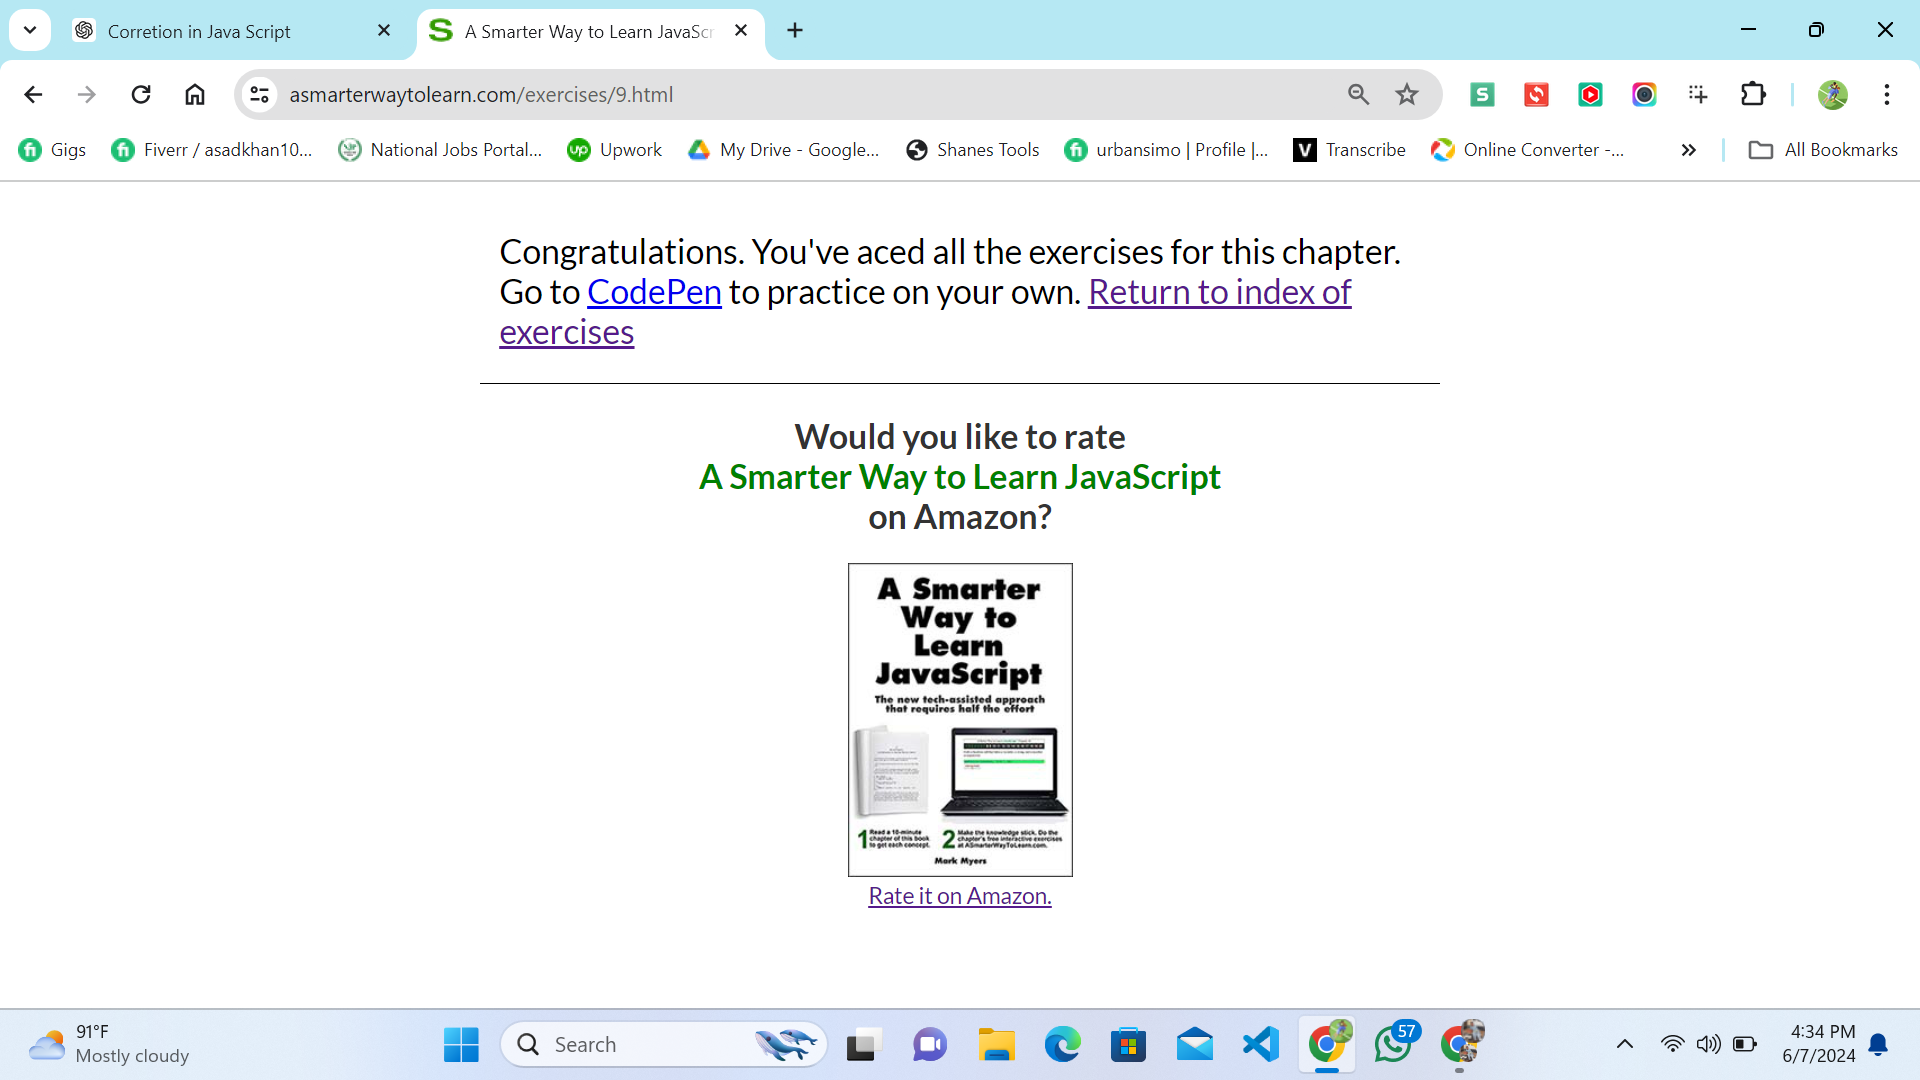 Corretion in Java Script
A Smarter Way to Learn JavaScr
asmarterwaytolearn.com/exercises/9.html
Gigs
Fiverr / asadkhan10...
National Jobs Portal...
Upwork
My Drive - Google...
Shanes Tools
urbansimo | Profile |...
Transcribe
Online Converter -...
All Bookmarks
Congratulations. You've aced all the exercises for this chapter.
Go to CodePen to practice on your own. Return to index of
exercises
Would you like to rate
A Smarter Way to Learn JavaScript
on Amazon?
A Smarter
Way to
Learn
JavaScript
The new tech-assisted approach
that requires half the effort
1 Read a 10-minute
chapter of this book
to get each concept.
2 Make the knowledge stick. Do the
chapter's free interactive exercises
at ASmarterWayToLearn.com.
Mark Myers
Rate it on Amazon.
91°F
Mostly cloudy
Search
57
4:34 PM
6/7/2024